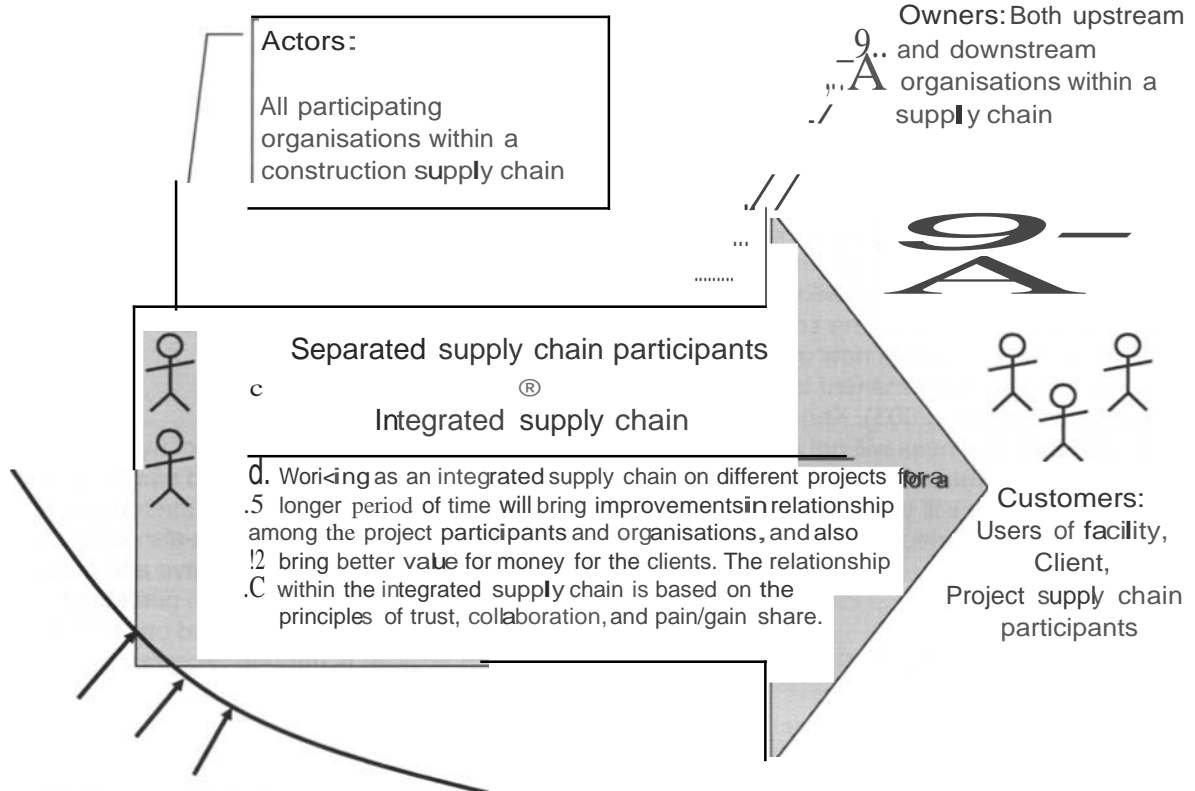 Actors:
All participating
organisations within a
construction supply chain
Owners: Both upstream
and downstream
organisations within a
supply chain
Separated supply chain participants
c ®
Integrated supply chain
d. Wori<ing as an integrated supply chain on different projects for a
.5 longer period of time will bring improvements in relationship
among the project participants and organisations, and also
!2 bring better value for money for the clients. The relationship
.C within the integrated supply chain is based on the
principles of trust, collaboration, and pain/gain share.
Customers:
Users of facility,
Client,
Project supply chain
participants